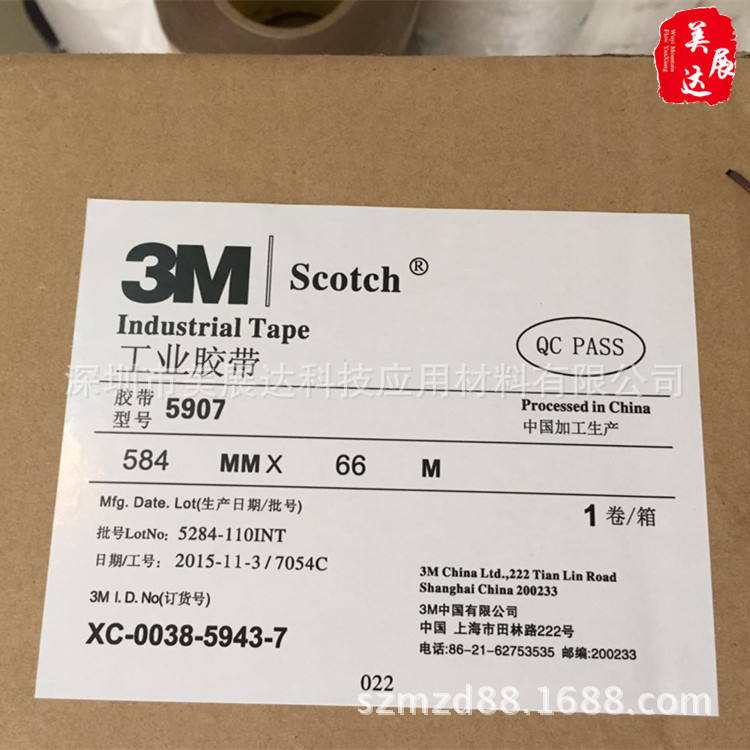 美展达
3M Scotch®
Industrial Tape
工业胶带
QC PASS
深圳市美展达科技应用材料有限公司
胶带型号 5907
Processed in China
中国加工生产
584 MM X 66 M
Mfg. Date. Lot(生产日期/批号)
1 卷/箱
批号LotNo: 5284-110INT
日期/工号: 2015-11-3/7054C
3M I.D.No(订货号)
XC-0038-5943-7
3M China Ltd.,222 Tian Lin Road
Shanghai China 200233
3M中国有限公司
中国 上海市田林路222号
电话:86-21-62753535 邮编:200233
022
szmzd88.1688.com